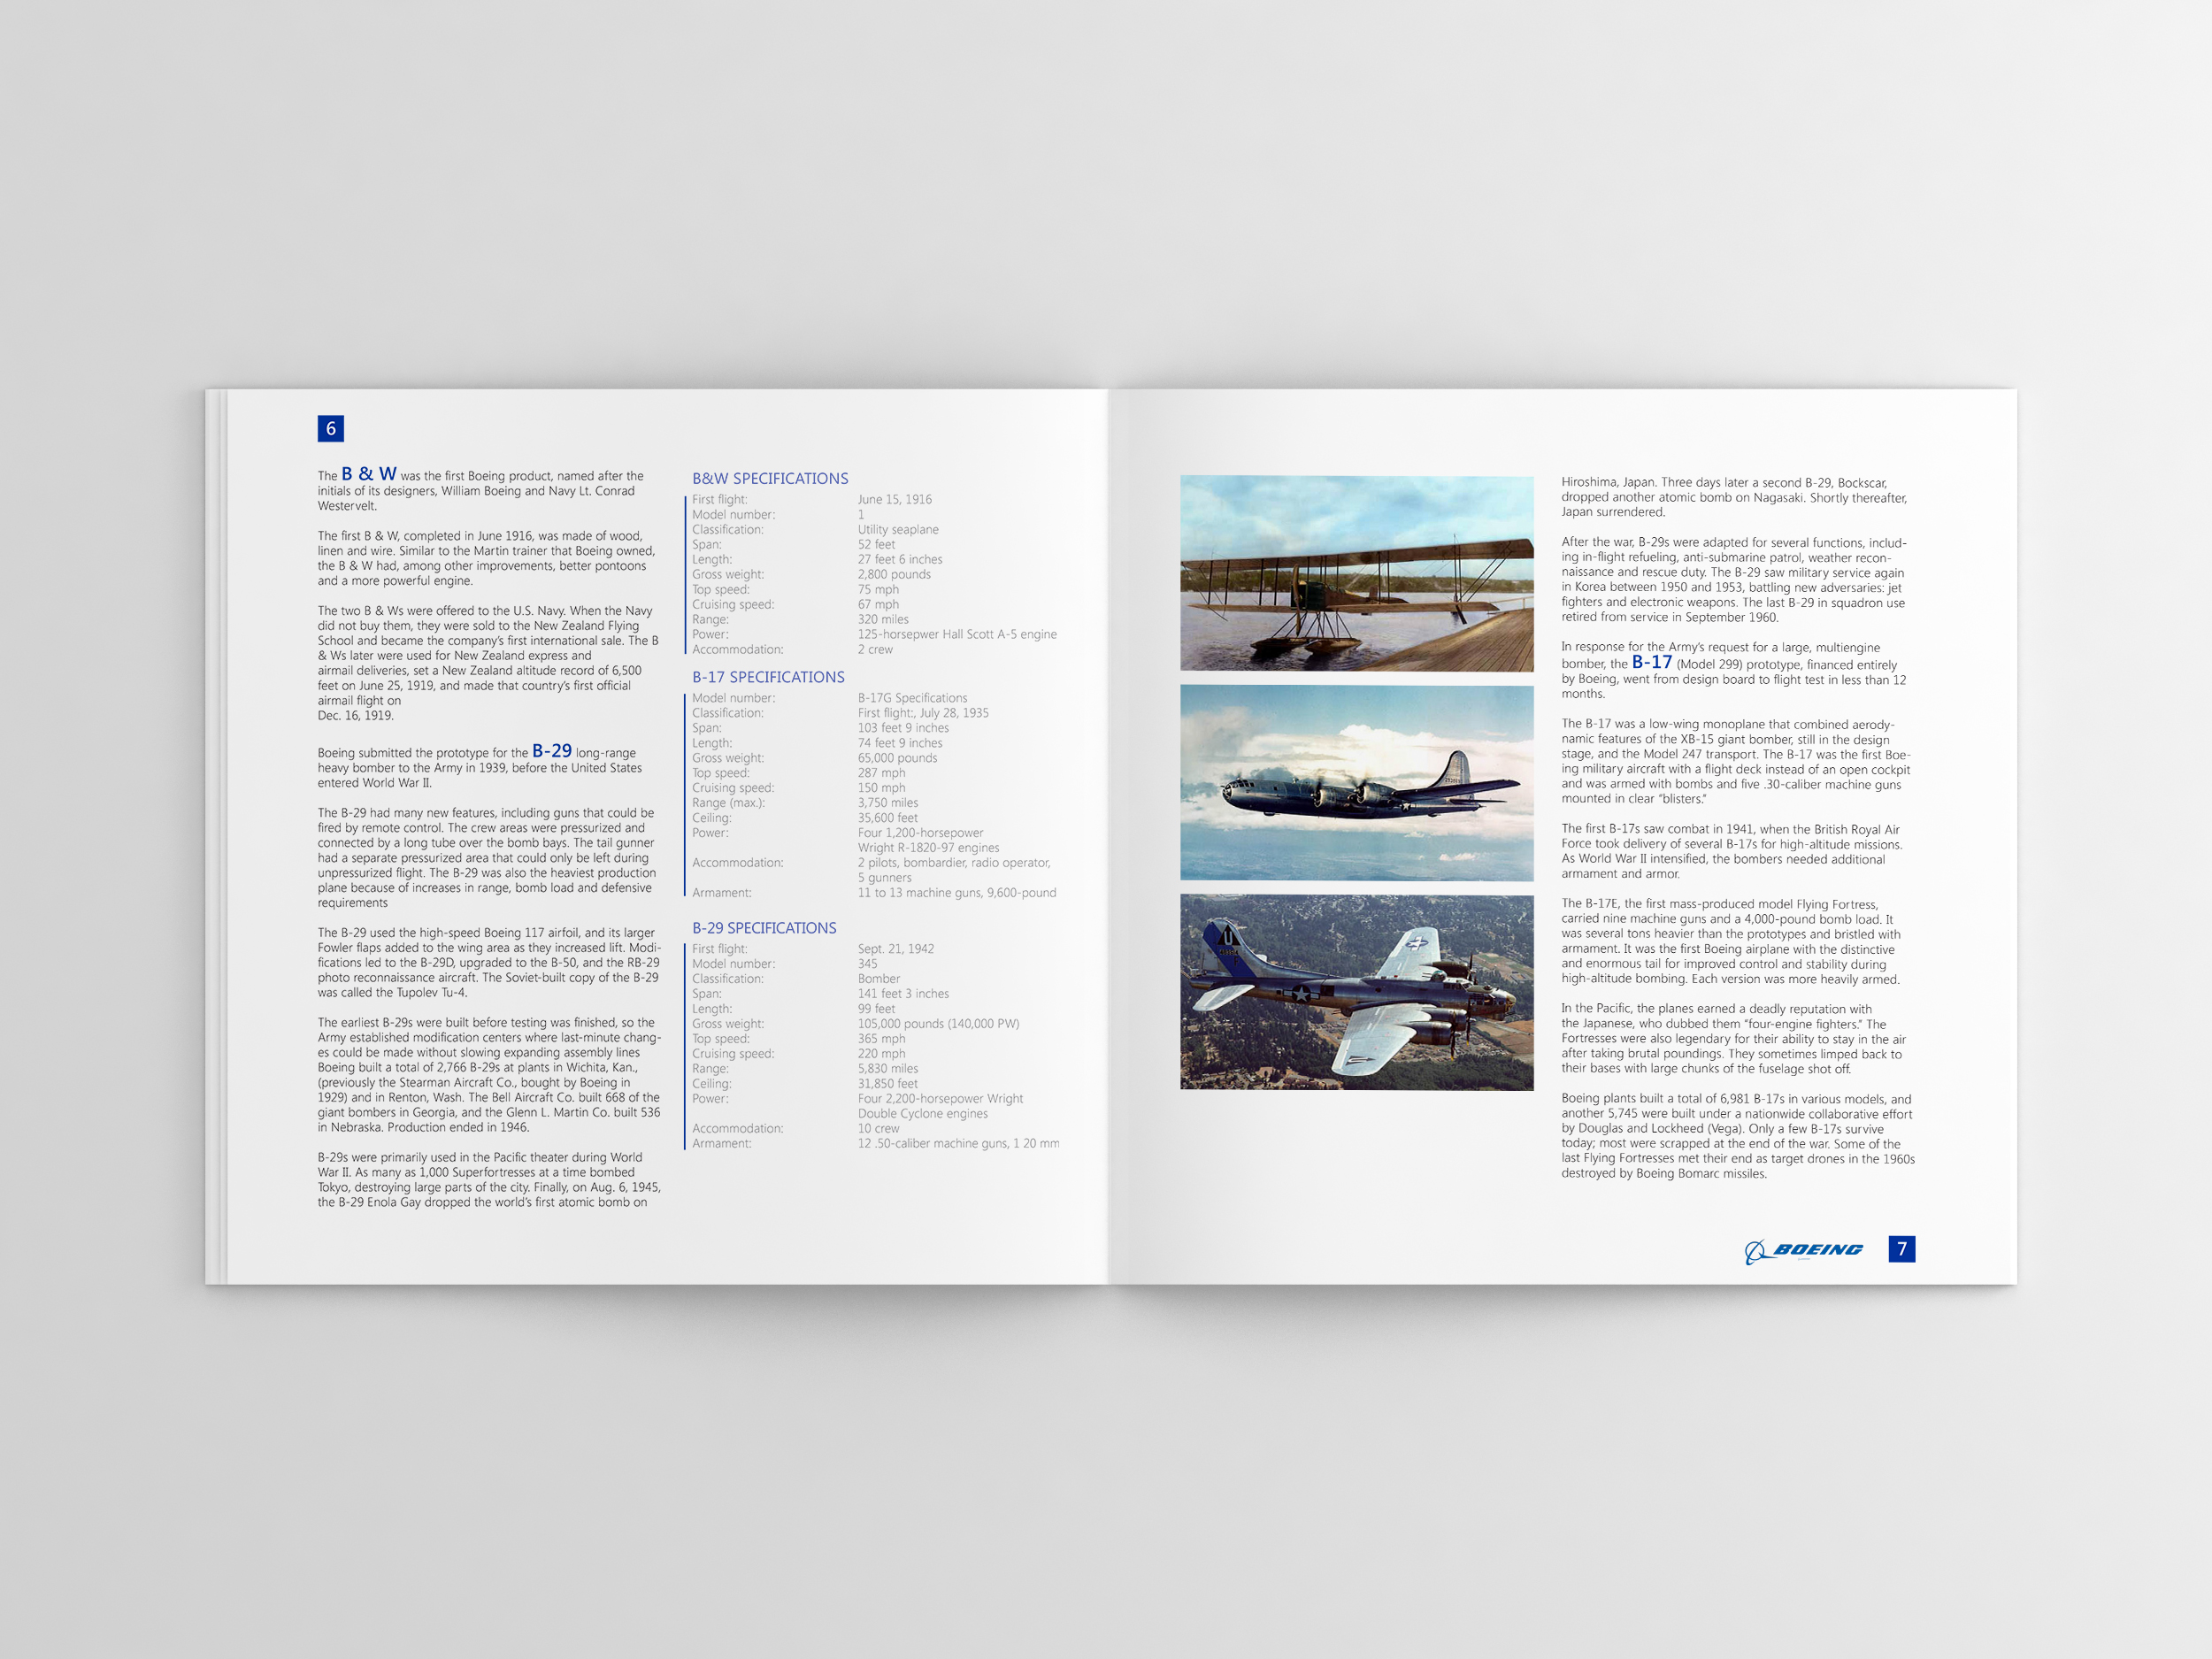 6
The B & W was the first Boeing product, named after the
initials of its designers, William Boeing and Navy Lt. Conrad
Westervelt.
The first B & W, completed in June 1916, was made of wood,
linen and wire. Similar to the Martin trainer that Boeing owned,
the B & W had, among other improvements, better pontoons
and a more powerful engine.
The two B & Ws were offered to the U.S. Navy. When the Navy
did not buy them, they were sold to the New Zealand Flying
School and became the company's first international sale. The B
& Ws later were used for New Zealand express and
airmail deliveries, set a New Zealand altitude record of 6,500
feet on June 25, 1919, and made that country's first official
airmail flight on
Dec. 16, 1919.
Boeing submitted the prototype for the B-29 long-range
heavy bomber to the Army in 1939, before the United States
entered World War II.
The B-29 had many new features, including guns that could be
fired by remote control. The crew areas were pressurized and
connected by a long tube over the bomb bays. The tail gunner
had a separate pressurized area that could only be left during
unpressurized flight. The B-29 was also the heaviest production
plane because of increases in range, bomb load and defensive
requirements
The B-29 used the high-speed Boeing 117 airfoil, and its larger
Fowler flaps added to the wing area as they increased lift. Modi-
fications led to the B-29D, upgraded to the B-50, and the RB-29
photo reconnaissance aircraft. The Soviet-built copy of the B-29
was called the Tupolev Tu-4.
The earliest B-29s were built before testing was finished, so the
Army established modification centers where last-minute chang-
es could be made without slowing expanding assembly lines
Boeing built a total of 2,766 B-29s at plants in Wichita, Kan.,
(previously the Stearman Aircraft Co., bought by Boeing in
1929) and in Renton, Wash. The Bell Aircraft Co. built 668 of the
giant bombers in Georgia, and the Glenn L. Martin Co. built 536
in Nebraska. Production ended in 1946.
B-29s were primarily used in the Pacific theater during World
War II. As many as 1,000 Superfortresses at a time bombed
Tokyo, destroying large parts of the city. Finally, on Aug. 6, 1945,
the B-29 Enola Gay dropped the world's first atomic bomb on
B&W SPECIFICATIONS
First flight: June 15, 1916
Model number: 1
Classification: Utility seaplane
Span: 52 feet
Length: 27 feet 6 inches
Gross weight: 2,800 pounds
Top speed: 75 mph
Cruising speed: 67 mph
Range: 320 miles
Power: 125-horsepwer Hall Scott A-5 engine
Accommodation: 2 crew
B-17 SPECIFICATIONS
Model number: B-17G Specifications
Classification: First flight:, July 28, 1935
Span: 103 feet 9 inches
Length: 74 feet 9 inches
Gross weight: 65,000 pounds
Top speed: 287 mph
Cruising speed: 150 mph
Range (max.): 3,750 miles
Ceiling: 35,600 feet
Power: Four 1,200-horsepower
Wright R-1820-97 engines
Accommodation: 2 pilots, bombardier, radio operator,
5 gunners
Armament: 11 to 13 machine guns, 9,600-pound
B-29 SPECIFICATIONS
First flight: Sept. 21, 1942
Model number: 345
Classification: Bomber
Span: 141 feet 3 inches
Length: 99 feet
Gross weight: 105,000 pounds (140,000 PW)
Top speed: 365 mph
Cruising speed: 220 mph
Range: 5,830 miles
Ceiling: 31,850 feet
Power: Four 2,200-horsepower Wright
Double Cyclone engines
Accommodation: 10 crew
Armament: 12 .50-caliber machine guns, 1 20 mm
U
Hiroshima, Japan. Three days later a second B-29, Bockscar,
dropped another atomic bomb on Nagasaki. Shortly thereafter,
Japan surrendered.
After the war, B-29s were adapted for several functions, includ-
ing in-flight refueling, anti-submarine patrol, weather recon-
naissance and rescue duty. The B-29 saw military service again
in Korea between 1950 and 1953, battling new adversaries: jet
fighters and electronic weapons. The last B-29 in squadron use
retired from service in September 1960.
In response for the Army's request for a large, multiengine
bomber, the B-17 (Model 299) prototype, financed entirely
by Boeing, went from design board to flight test in less than 12
months.
The B-17 was a low-wing monoplane that combined aerody-
namic features of the XB-15 giant bomber, still in the design
stage, and the Model 247 transport. The B-17 was the first Boe-
ing military aircraft with a flight deck instead of an open cockpit
and was armed with bombs and five .30-caliber machine guns
mounted in clear "blisters."
The first B-17s saw combat in 1941, when the British Royal Air
Force took delivery of several B-17s for high-altitude missions.
As World War II intensified, the bombers needed additional
armament and armor.
The B-17E, the first mass-produced model Flying Fortress,
carried nine machine guns and a 4,000-pound bomb load. It
was several tons heavier than the prototypes and bristled with
armament. It was the first Boeing airplane with the distinctive
and enormous tail for improved control and stability during
high-altitude bombing. Each version was more heavily armed.
In the Pacific, the planes earned a deadly reputation with
the Japanese, who dubbed them "four-engine fighters." The
Fortresses were also legendary for their ability to stay in the air
after taking brutal poundings. They sometimes limped back to
their bases with large chunks of the fuselage shot off.
Boeing plants built a total of 6,981 B-17s in various models, and
another 5,745 were built under a nationwide collaborative effort
by Douglas and Lockheed (Vega). Only a few B-17s survive
today; most were scrapped at the end of the war. Some of the
last Flying Fortresses met their end as target drones in the 1960s
destroyed by Boeing Bomarc missiles.
BOEING
7